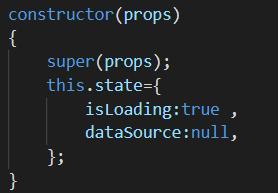 constructor(props)
{
super(props);
this.state={
isLoading:true ,
dataSource:null,
};
}